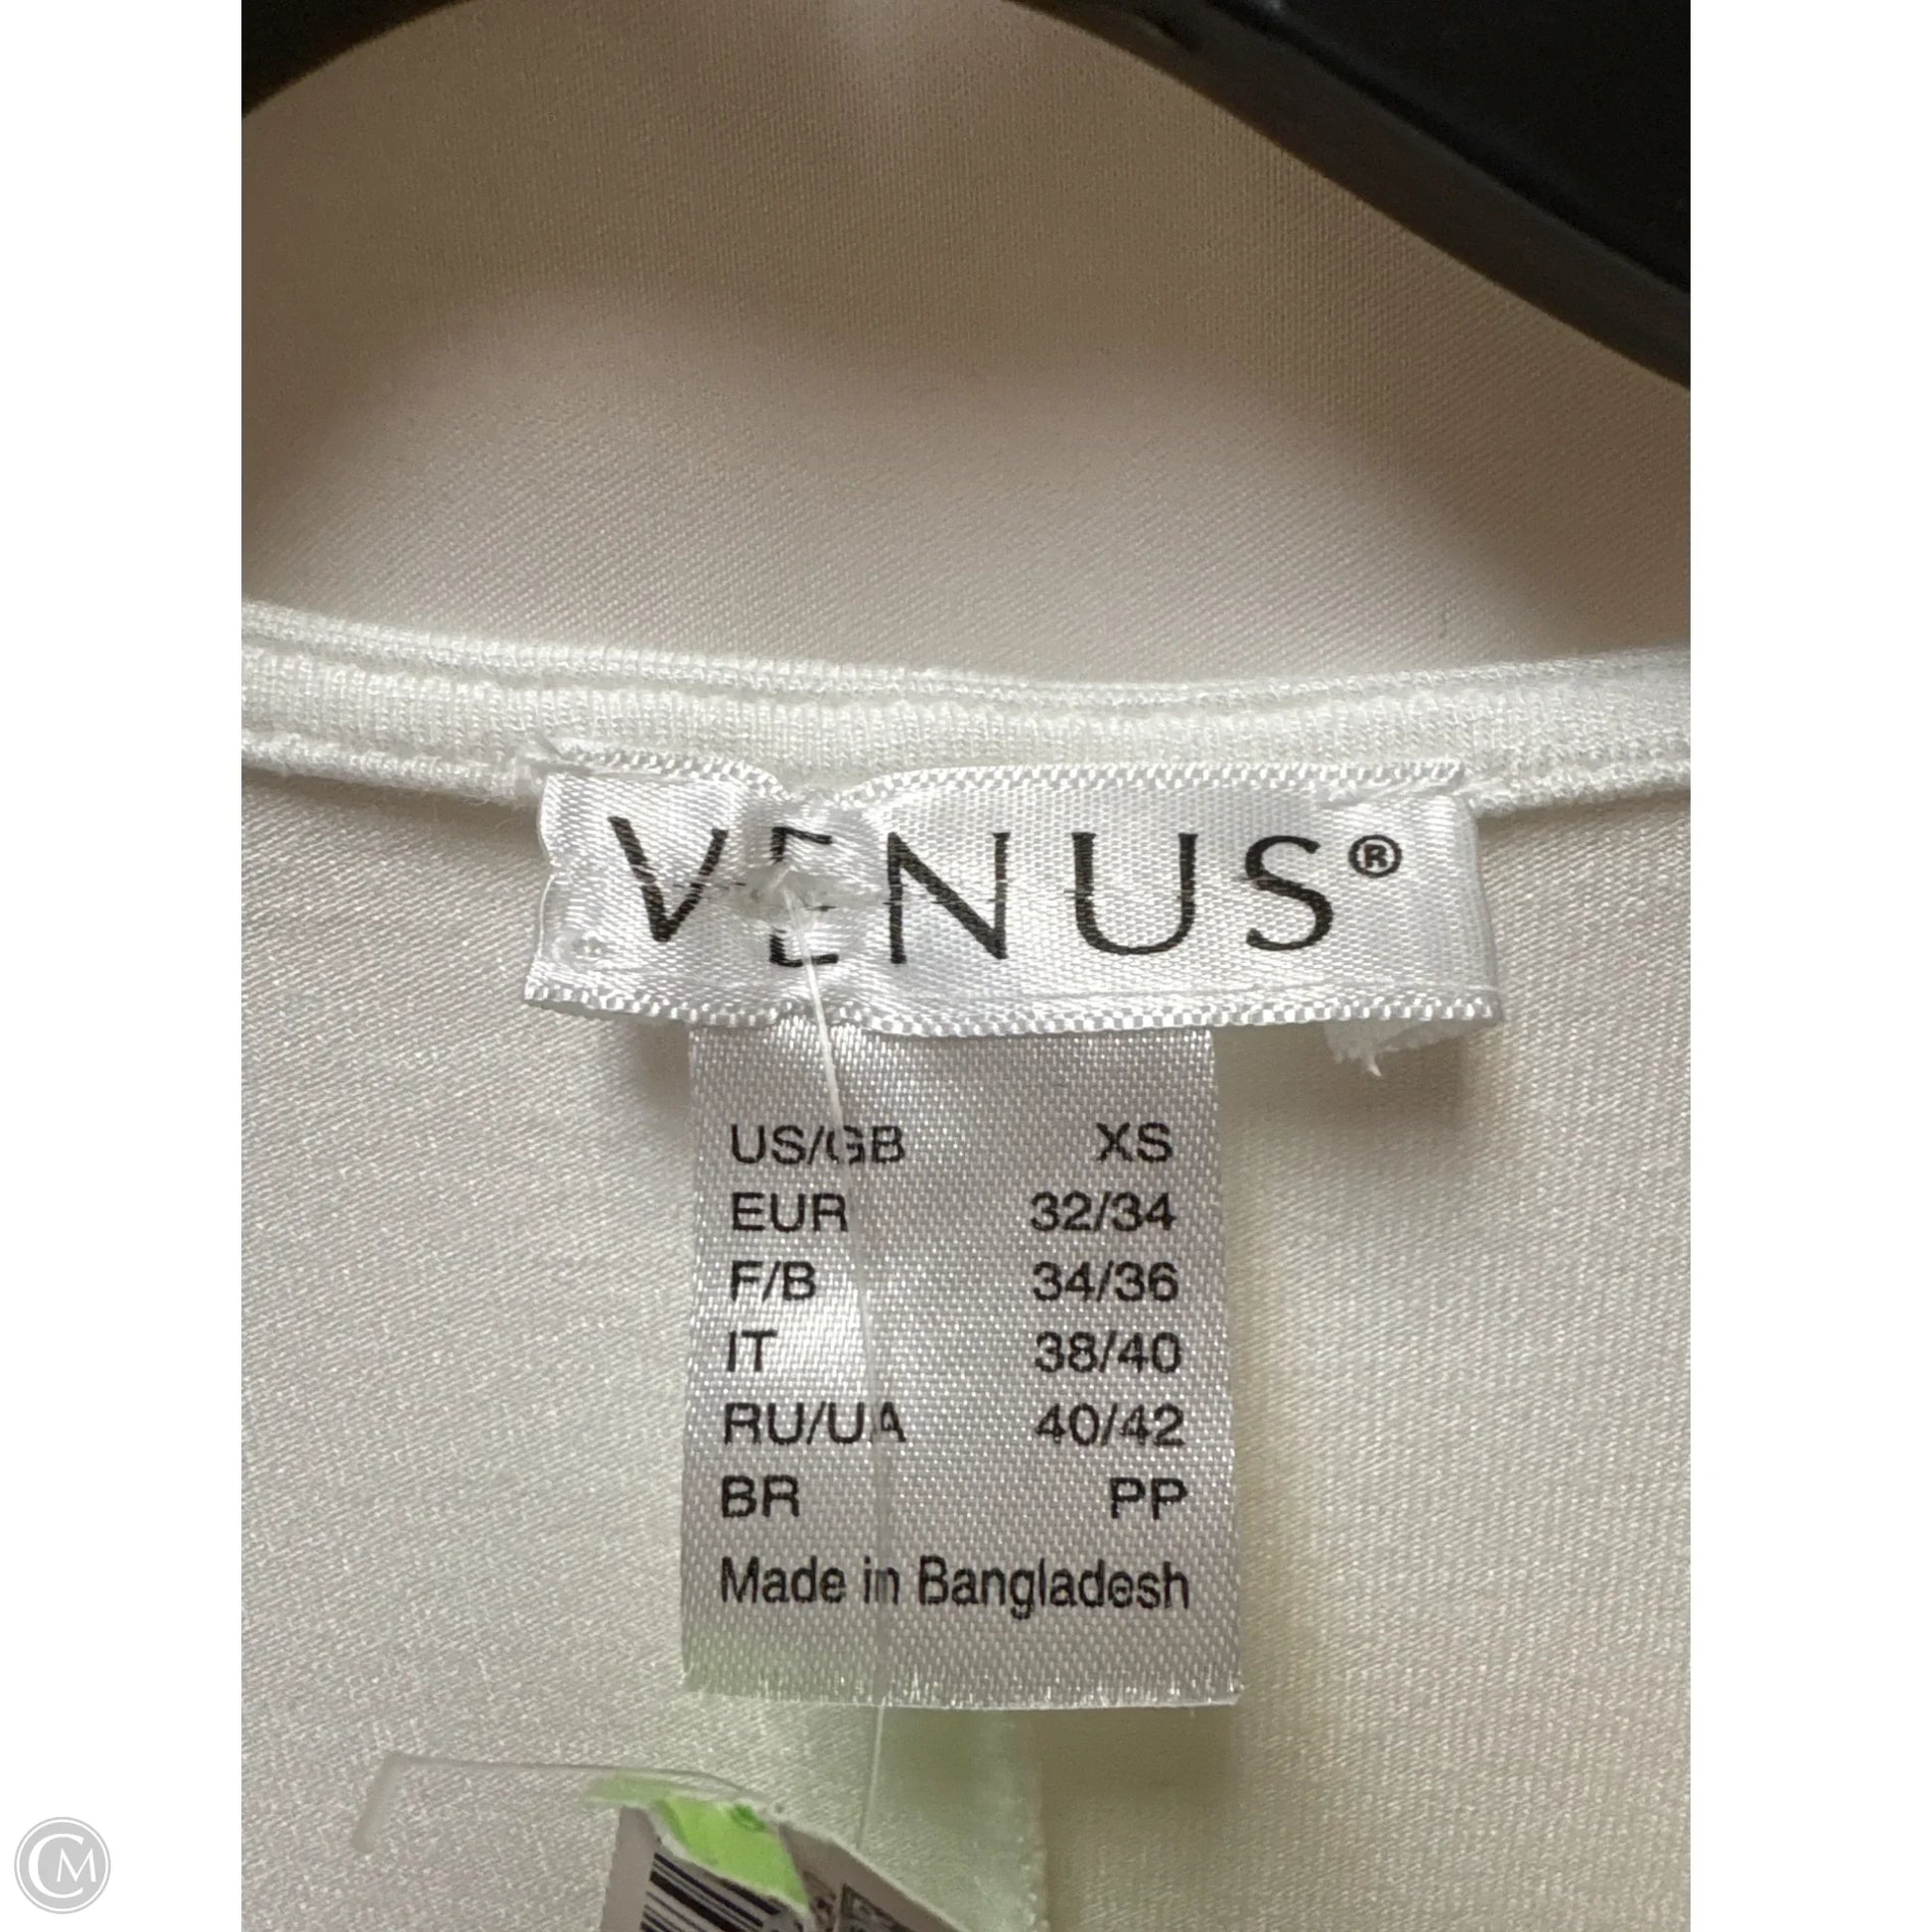 VENUS®
US/GB XS
EUR 32/34
F/B 34/36
IT 38/40
RU/UA 40/42
BR PP
Made in Bangladesh
CM